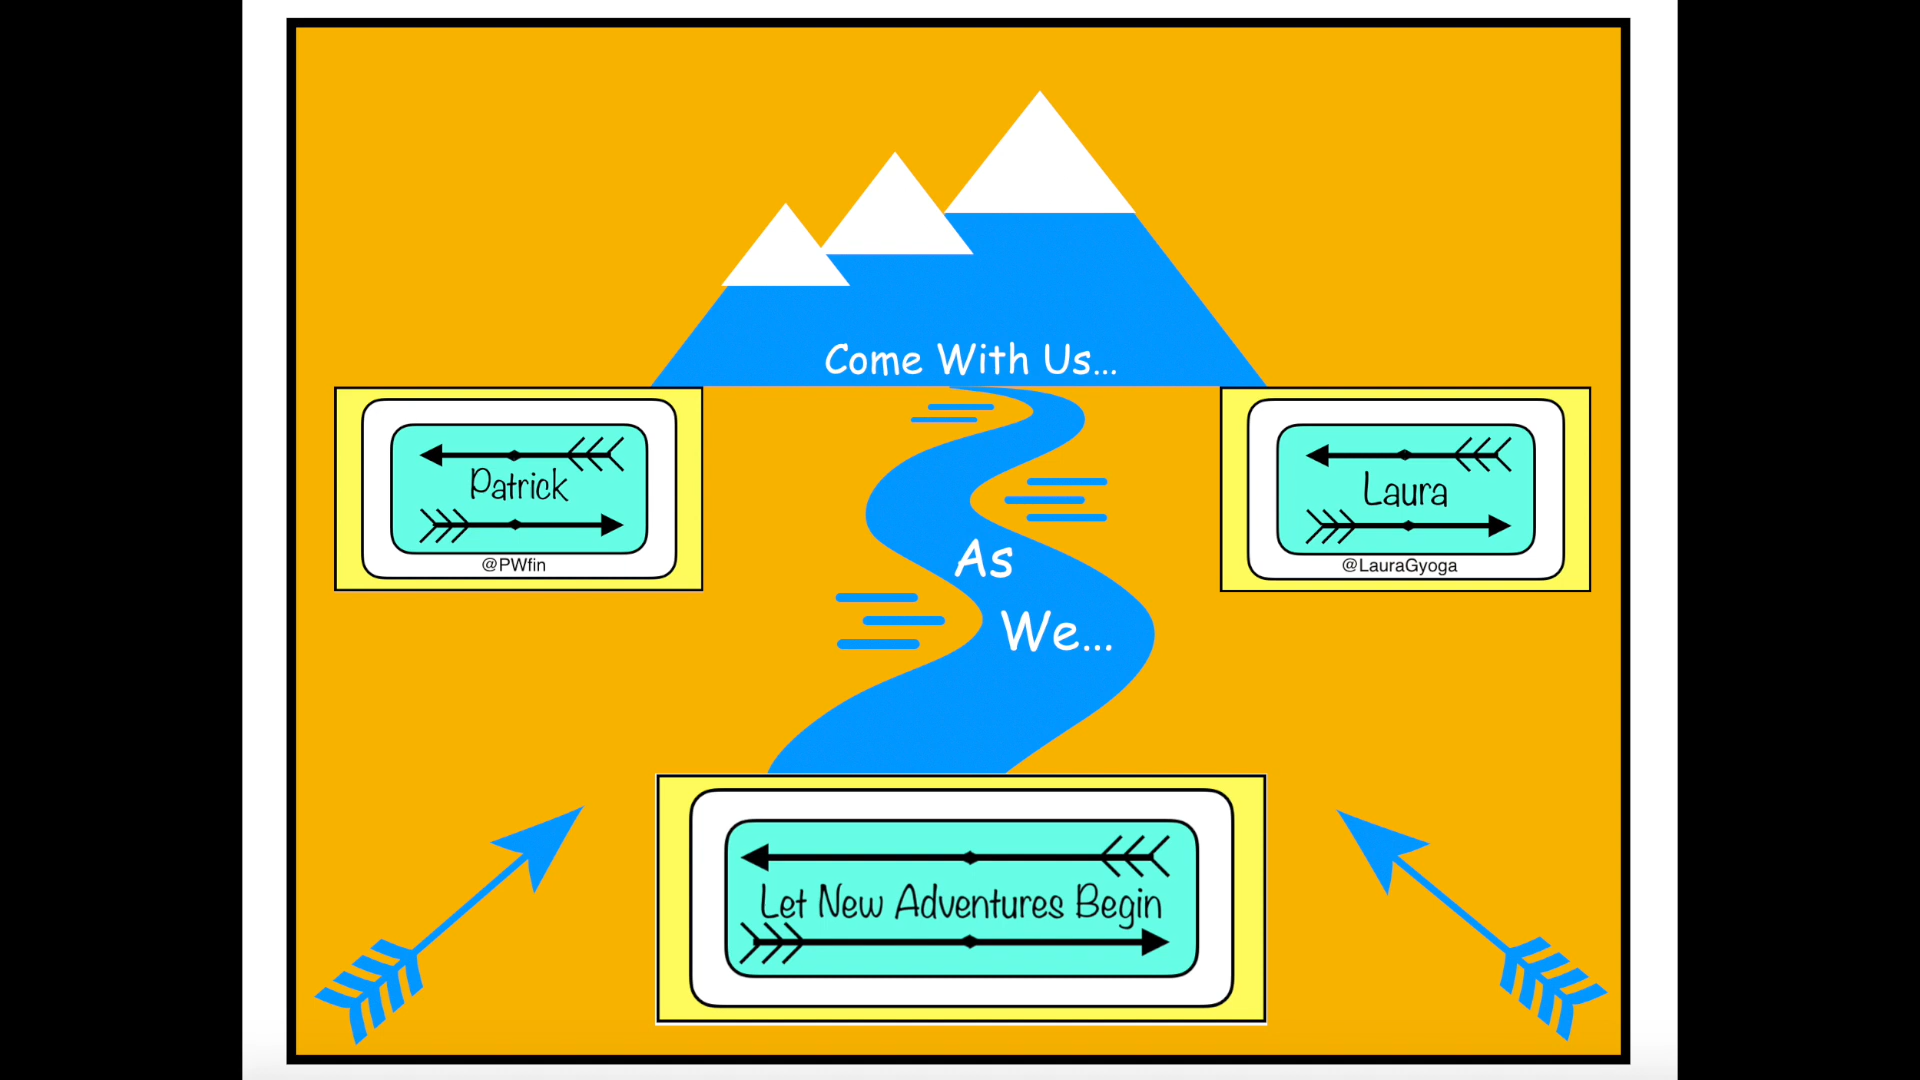 Come With Us...
Patrick
@PWfin
Laura
@LauraGyoga
As
We...
Let New Adventures Begin